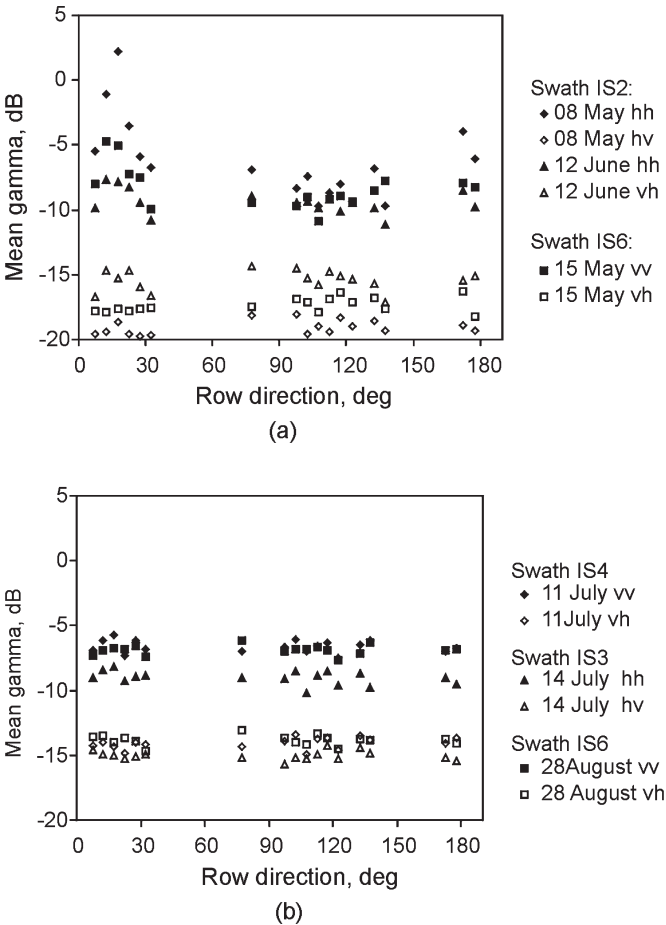 5
0
-5
-10
-15
-20
Mean gamma, dB
0 30 60 90 120 150 180
Row direction, deg
(a)
Swath IS2:
08 May hh
08 May hv
12 June hh
12 June vh
Swath IS6:
15 May vv
15 May vh
5
0
-5
-10
-15
-20
Mean gamma, dB
0 30 60 90 120 150 180
Row direction, deg
(b)
Swath IS4
11 July vv
11July vh
Swath IS3
14 July hh
14 July hv
Swath IS6
28August vv
28 August vh